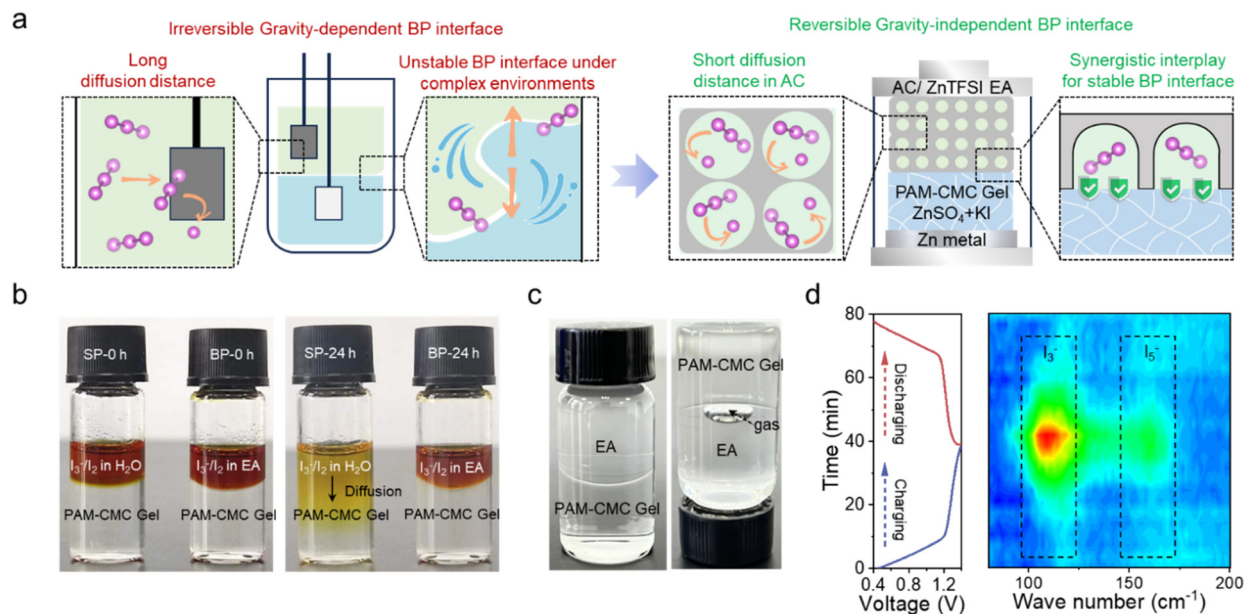 a
Irreversible Gravity-dependent BP interface
Long
diffusion distance
Unstable BP interface under
complex environments
Reversible Gravity-independent BP interface
Short diffusion
distance in AC
AC/ ZnTFSI EA
PAM-CMC Gel
ZnSO₄+KI
Zn metal
Synergistic interplay
for stable BP interface
b
SP-0 h
I₃⁻/I₂ in H₂O
PAM-CMC Gel
BP-0 h
I₃⁻/I₂ in EA
PAM-CMC Gel
SP-24 h
I₃⁻/I₂ in H₂O
Diffusion
PAM-CMC Gel
BP-24 h
I₃⁻/I₂ in EA
PAM-CMC Gel
c
EA
PAM-CMC Gel
PAM-CMC Gel
gas
EA
d
Time (min)
80
60
40
20
0
Discharging
Charging
0.4 0.8 1.2
Voltage (V)
I₃⁻
I₅⁻
100 150 200
Wave number (cm⁻¹)